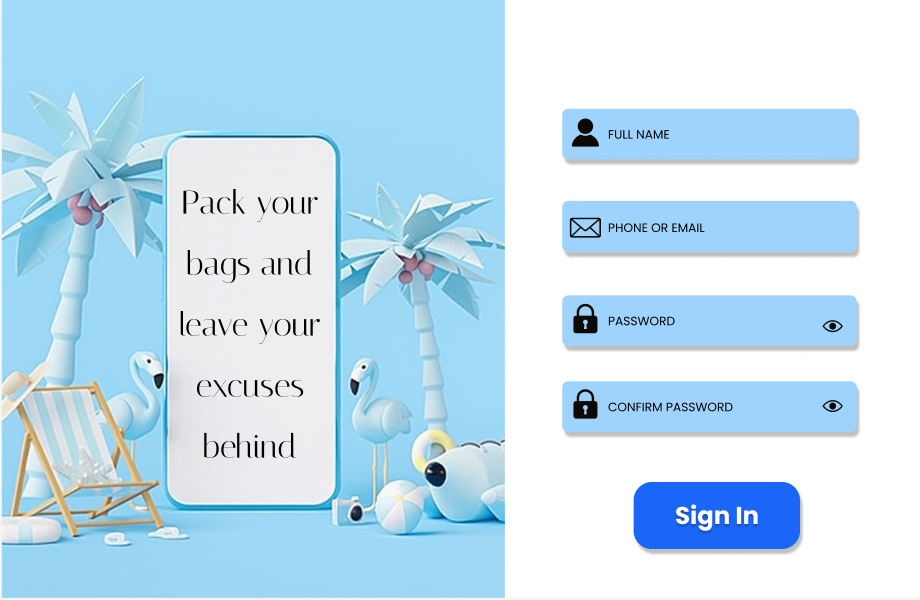 Pack your
bags and
leave your
excuses
behind
FULL NAME
PHONE OR EMAIL
PASSWORD
CONFIRM PASSWORD
Sign In